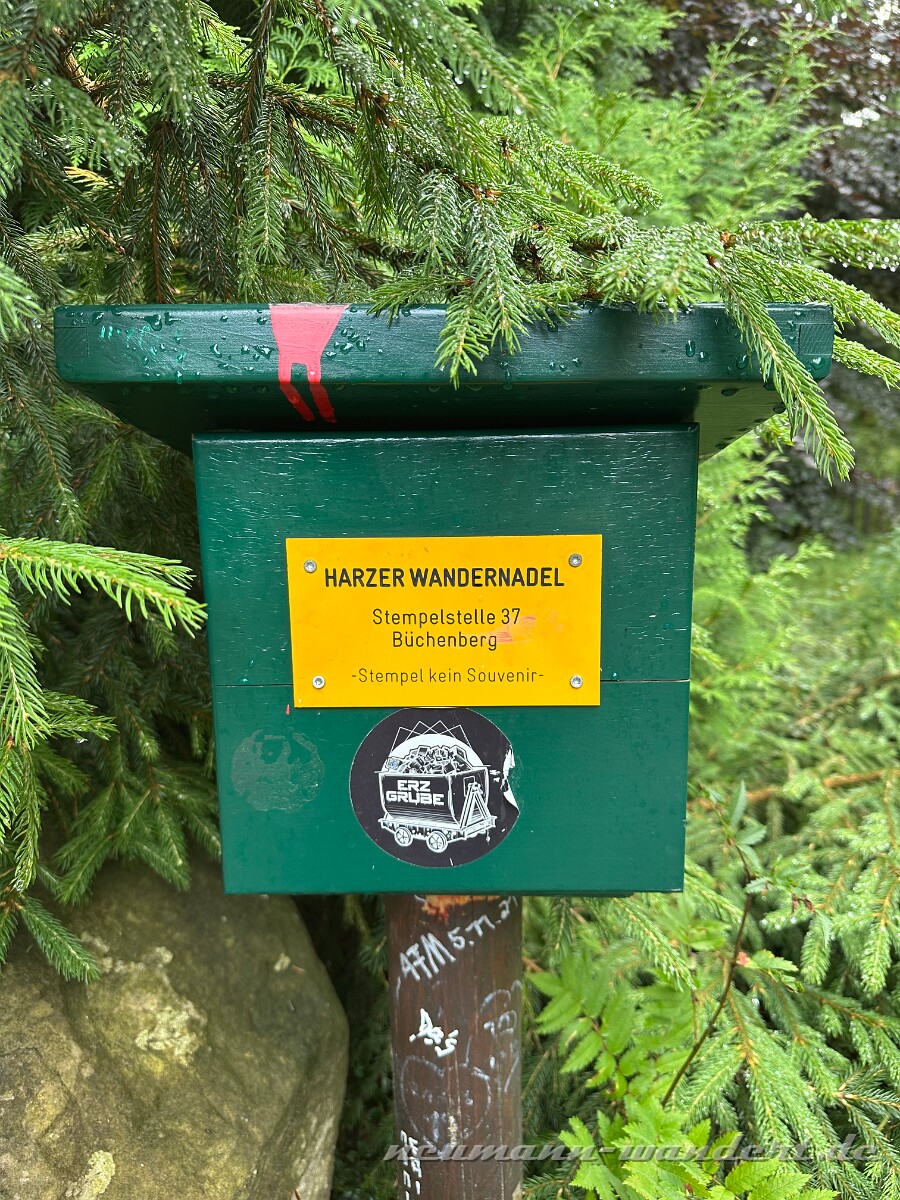 HARZER WANDERNADEL
Stempelstelle 37
Büchenberg
-Stempel kein Souvenir-
ERZ
GRUBE
neumann-wandert.de